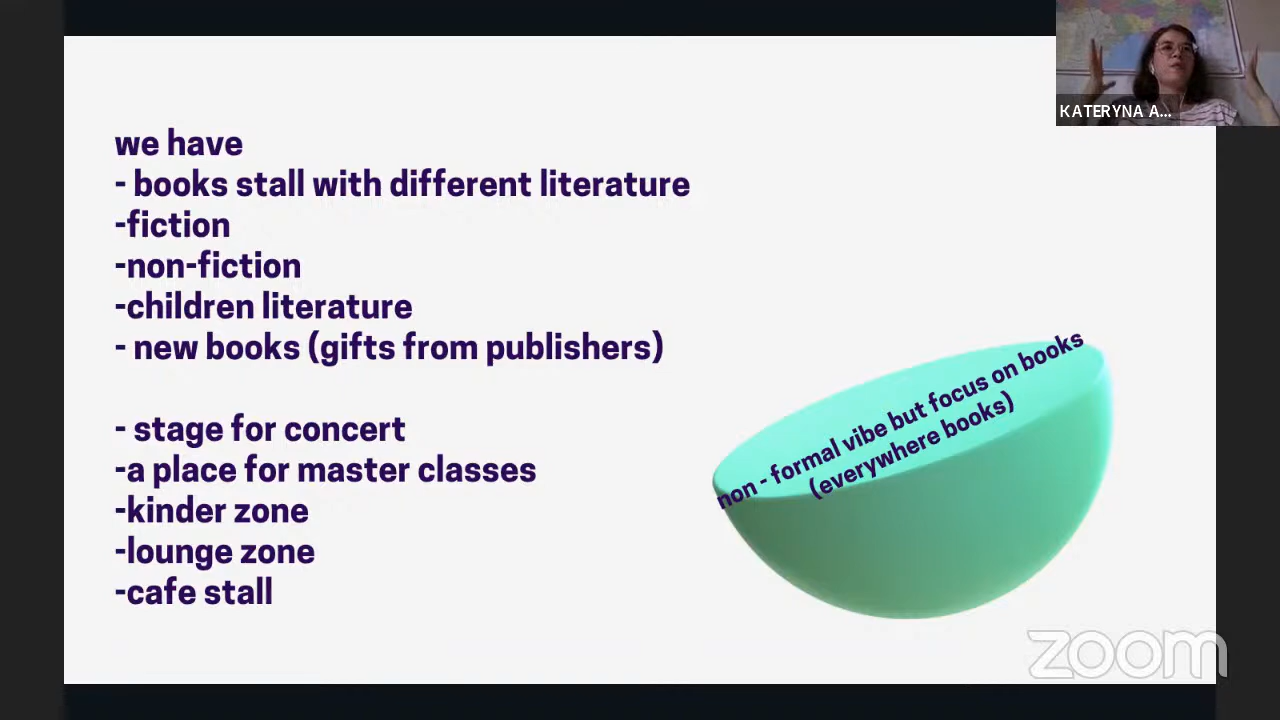 we have
- books stall with different literature
-fiction
-non-fiction
-children literature
- new books (gifts from publishers)
- stage for concert
-a place for master classes
-kinder zone
-lounge zone
-cafe stall
non - formal vibe but focus on books
(everywhere books)
KATERYNA A...
zoom